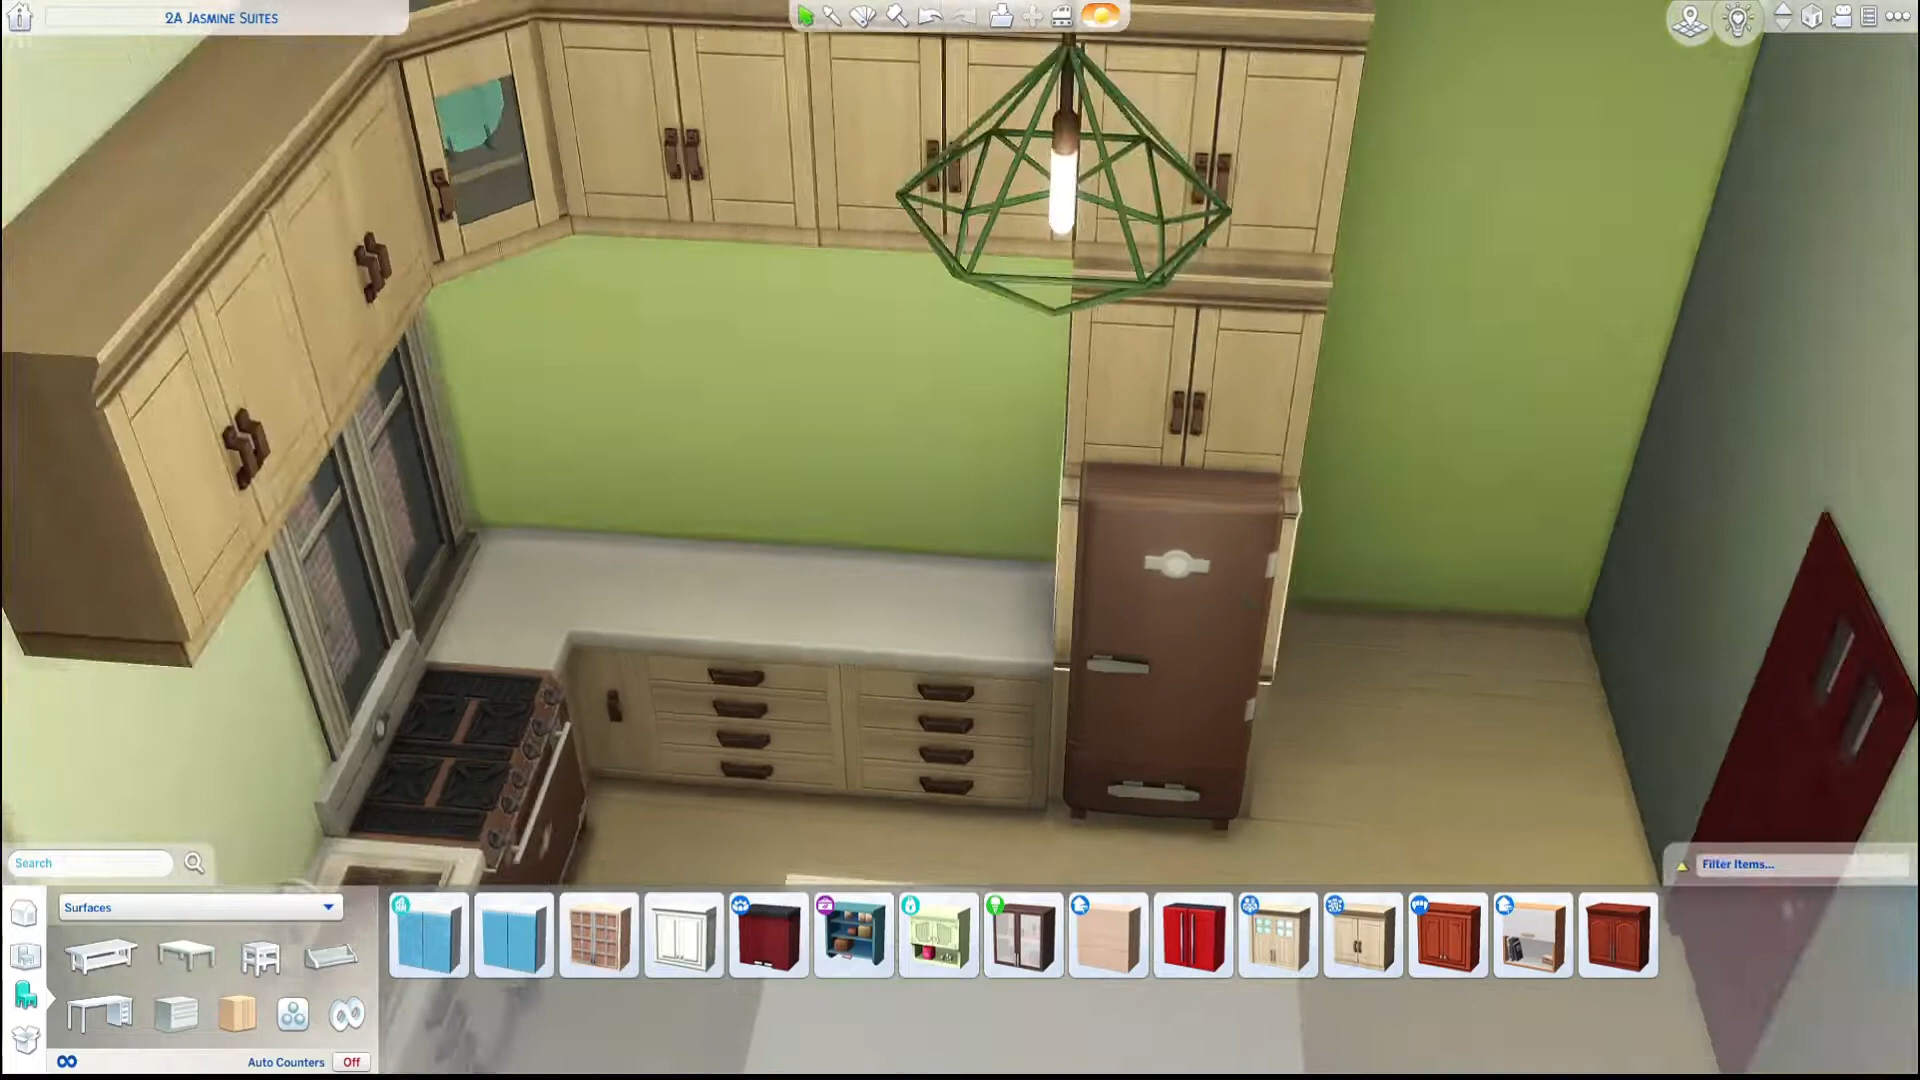 2A Jasmine Suites
Search
Filter Items...
Surfaces
Auto Counters Off